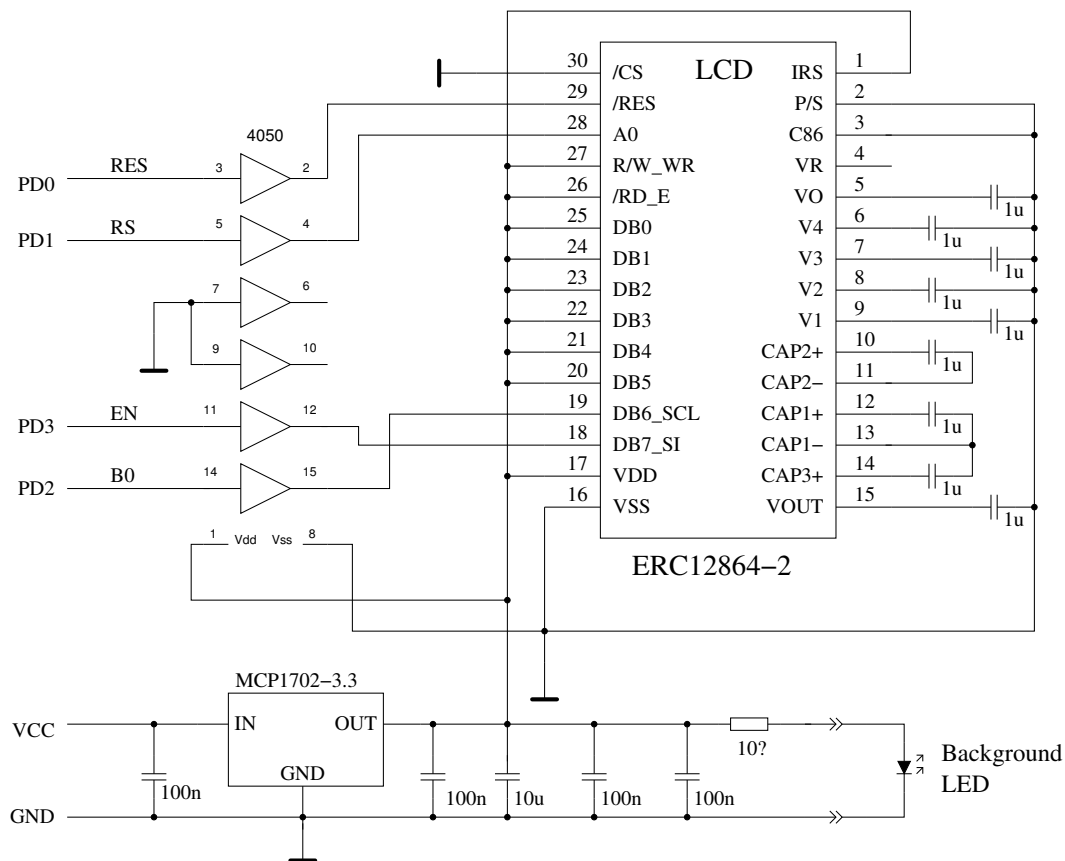 LCD
30 /CS IRS 1
29 /RES P/S 2
28 A0 C86 3
27 R/W_WR VR 4
26 /RD_E VO 5
25 DB0 V4 6
24 DB1 V3 7
23 DB2 V2 8
22 DB3 V1 9
21 DB4 CAP2+ 10
20 DB5 CAP2− 11
19 DB6_SCL CAP1+ 12
18 DB7_SI CAP1− 13
17 VDD CAP3+ 14
16 VSS VOUT 15
ERC12864−2
1u
1u
1u
1u
1u
1u
1u
1u
1u
4050
PD0 RES 3 2
PD1 RS 5 4
7 6
9 10
PD3 EN 11 12
PD2 B0 14 15
1 Vdd Vss 8
MCP1702−3.3
VCC IN OUT
GND
10?
100n 100n 10u 100n 100n
GND
Background
LED